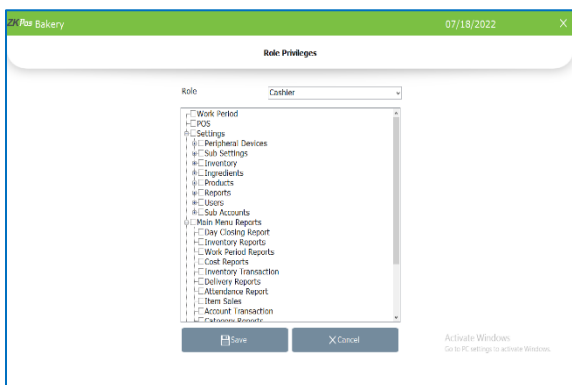 ZKPos Bakery 07/18/2022 X
Role Privileges
Role Cashier
Work Period
POS
Settings
Peripheral Devices
Sub Settings
Inventory
Ingredients
Products
Reports
Users
Sub Accounts
Main Menu Reports
Day Closing Report
Inventory Reports
Work Period Reports
Cost Reports
Inventory Transaction
Delivery Reports
Attendance Report
Item Sales
Account Transaction
Category Reports
Save X Cancel
Activate Windows
Go to PC settings to activate Windows.